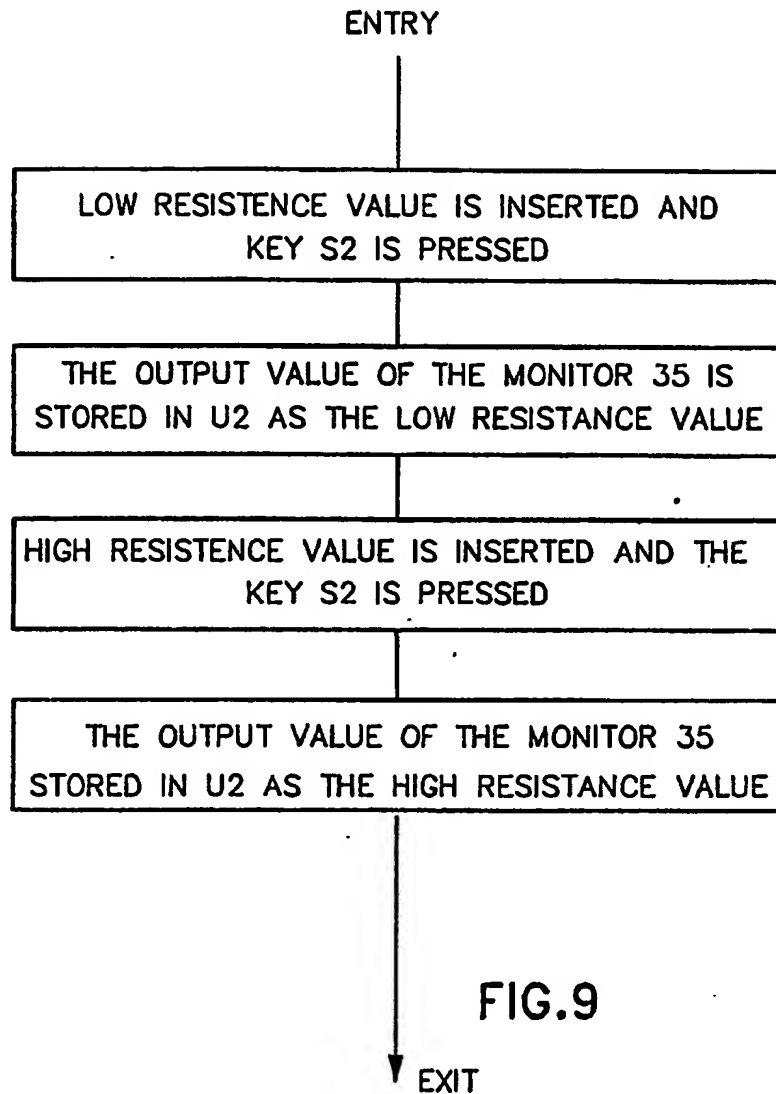 ENTRY
LOW RESISTENCE VALUE IS INSERTED AND
KEY S2 IS PRESSED
THE OUTPUT VALUE OF THE MONITOR 35 IS
STORED IN U2 AS THE LOW RESISTANCE VALUE
HIGH RESISTENCE VALUE IS INSERTED AND THE
KEY S2 IS PRESSED
THE OUTPUT VALUE OF THE MONITOR 35
STORED IN U2 AS THE HIGH RESISTANCE VALUE
FIG.9
EXIT